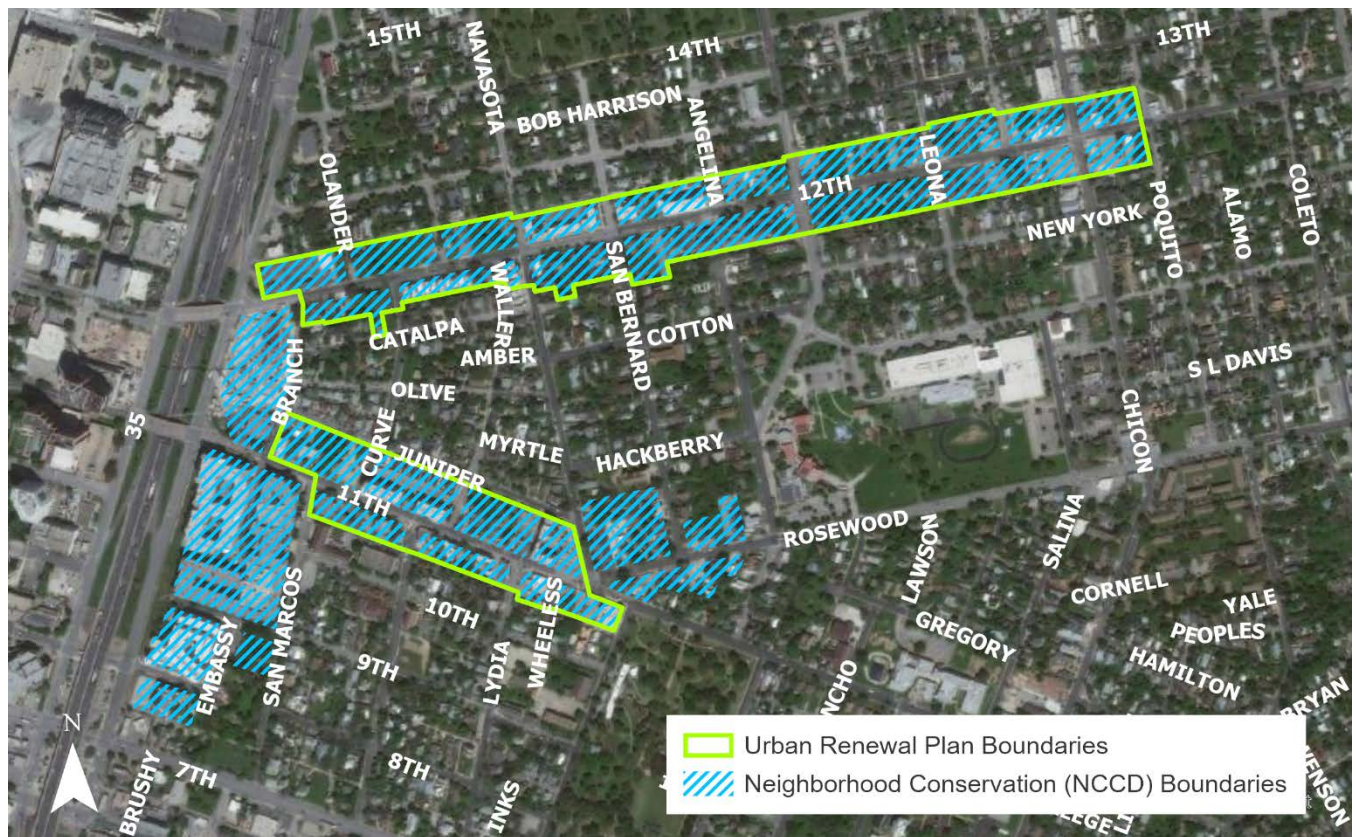 15TH
NAVASOTA
14TH
13TH
BOB HARRISON
ANGELINA
OLANDER
LEONA
12TH
COLETO
ALAMO
POQUITO
NEW YORK
SAN BERNARD
WALLER
CATALPA
COTTON
AMBER
S L DAVIS
BRANCH
OLIVE
35
CURVE
CHICON
MYRTLE
HACKBERRY
JUNIPER
11TH
ROSEWOOD
SALINA
LAWSON
CORNELL
WHEELESS
10TH
SAN MARCOS
YALE
GREGORY
PEOPLES
EMBASSY
9TH
LYDIA
HAMILTON
NCHO
BRYAN
N
7TH
8TH
BRUSHY
INKS
VENSON
Urban Renewal Plan Boundaries
Neighborhood Conservation (NCCD) Boundaries